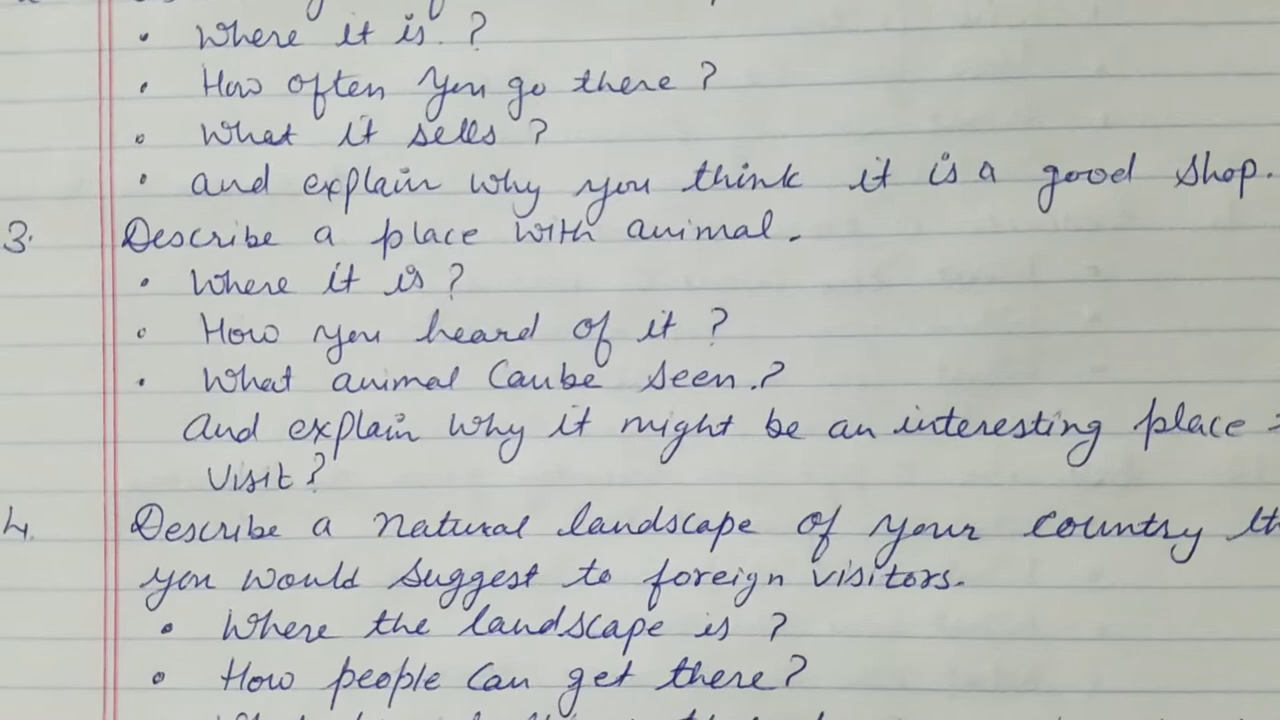 • Where it is ?
• How often you go there ?
• What it sells ?
• and explain why you think it is a good shop.
3. Describe a place with animal.
• Where it is ?
• How you heard of it ?
• What animal Canbe seen.?
And explain why it might be an interesting place
visit ?
4. Describe a natural landscape of your country
you would suggest to foreign visitors.
• Where the landscape is ?
• How people can get there ?